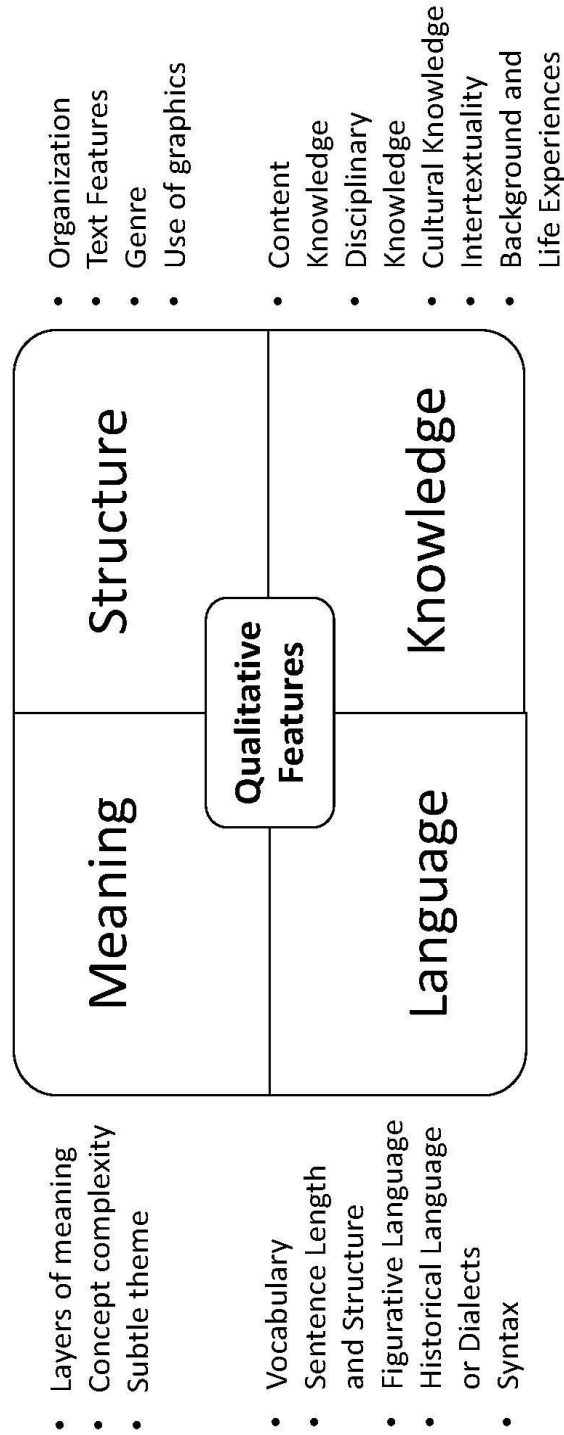 • Layers of meaning
• Concept complexity
• Subtle theme
Meaning
Structure
• Organization
• Text Features
• Genre
• Use of graphics
Qualitative
Features
• Vocabulary
• Sentence Length
and Structure
• Figurative Language
• Historical Language
or Dialects
• Syntax
Language
Knowledge
• Content
Knowledge
• Disciplinary
Knowledge
• Cultural Knowledge
• Intertextuality
• Background and
Life Experiences